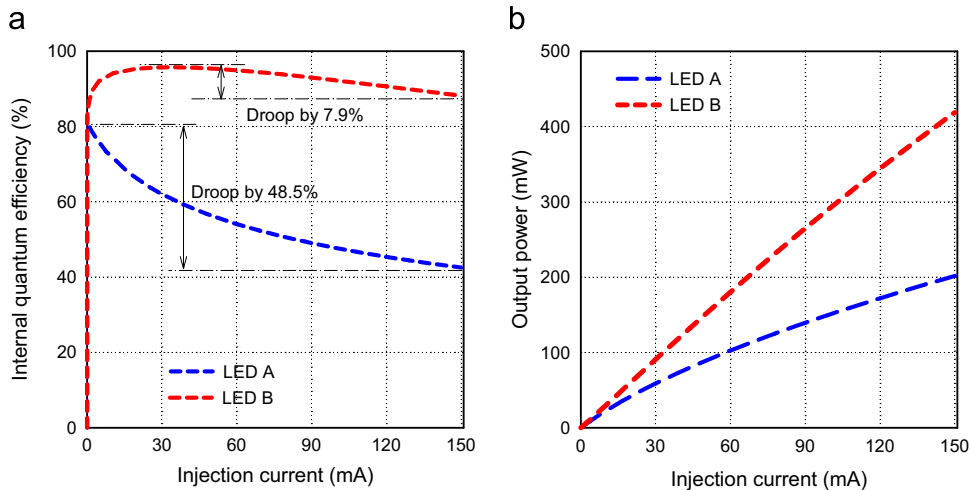 a
Internal quantum efficiency (%)
100
80
60
40
20
0
Droop by 7.9%
Droop by 48.5%
LED A
LED B
0 30 60 90 120 150
Injection current (mA)
b
Output power (mW)
500
400
300
200
100
0
LED A
LED B
0 30 60 90 120 150
Injection current (mA)